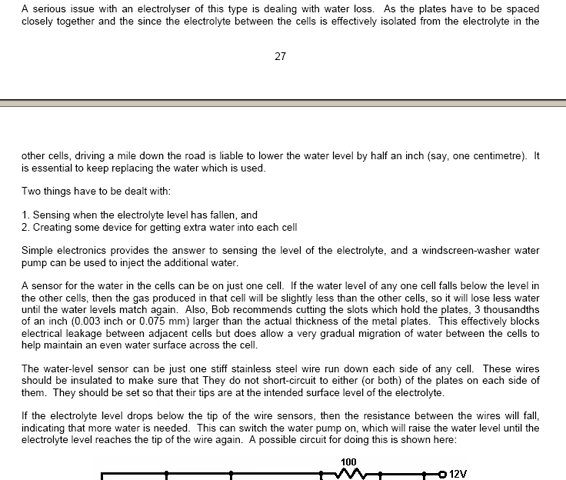 A serious issue with an electrolyser of this type is dealing with water loss. As the plates have to be spaced
closely together and the since the electrolyte between the cells is effectively isolated from the electrolyte in the
27
other cells, driving a mile down the road is liable to lower the water level by half an inch (say, one centimetre). It
is essential to keep replacing the water which is used.
Two things have to be dealt with:
1. Sensing when the electrolyte level has fallen, and
2. Creating some device for getting extra water into each cell
Simple electronics provides the answer to sensing the level of the electrolyte, and a windscreen-washer water
pump can be used to inject the additional water.
A sensor for the water in the cells can be on just one cell. If the water level of any one cell falls below the level in
the other cells, then the gas produced in that cell will be slightly less than the other cells, so it will lose less water
until the water levels match again. Also, Bob recommends cutting the slots which hold the plates, 3 thousandths
of an inch (0.003 inch or 0.075 mm) larger than the actual thickness of the metal plates. This effectively blocks
electrical leakage between adjacent cells but does allow a very gradual migration of water between the cells to
help maintain an even water surface across the cell.
The water-level sensor can be just one stiff stainless steel wire run down each side of any cell. These wires
should be insulated to make sure that They do not short-circuit to either (or both) of the plates on each side of
them. They should be set so that their tips are at the intended surface level of the electrolyte.
If the electrolyte level drops below the tip of the wire sensors, then the resistance between the wires will fall,
indicating that more water is needed. This can switch the water pump on, which will raise the water level until the
electrolyte level reaches the tip of the wire again. A possible circuit for doing this is shown here:
100
12V